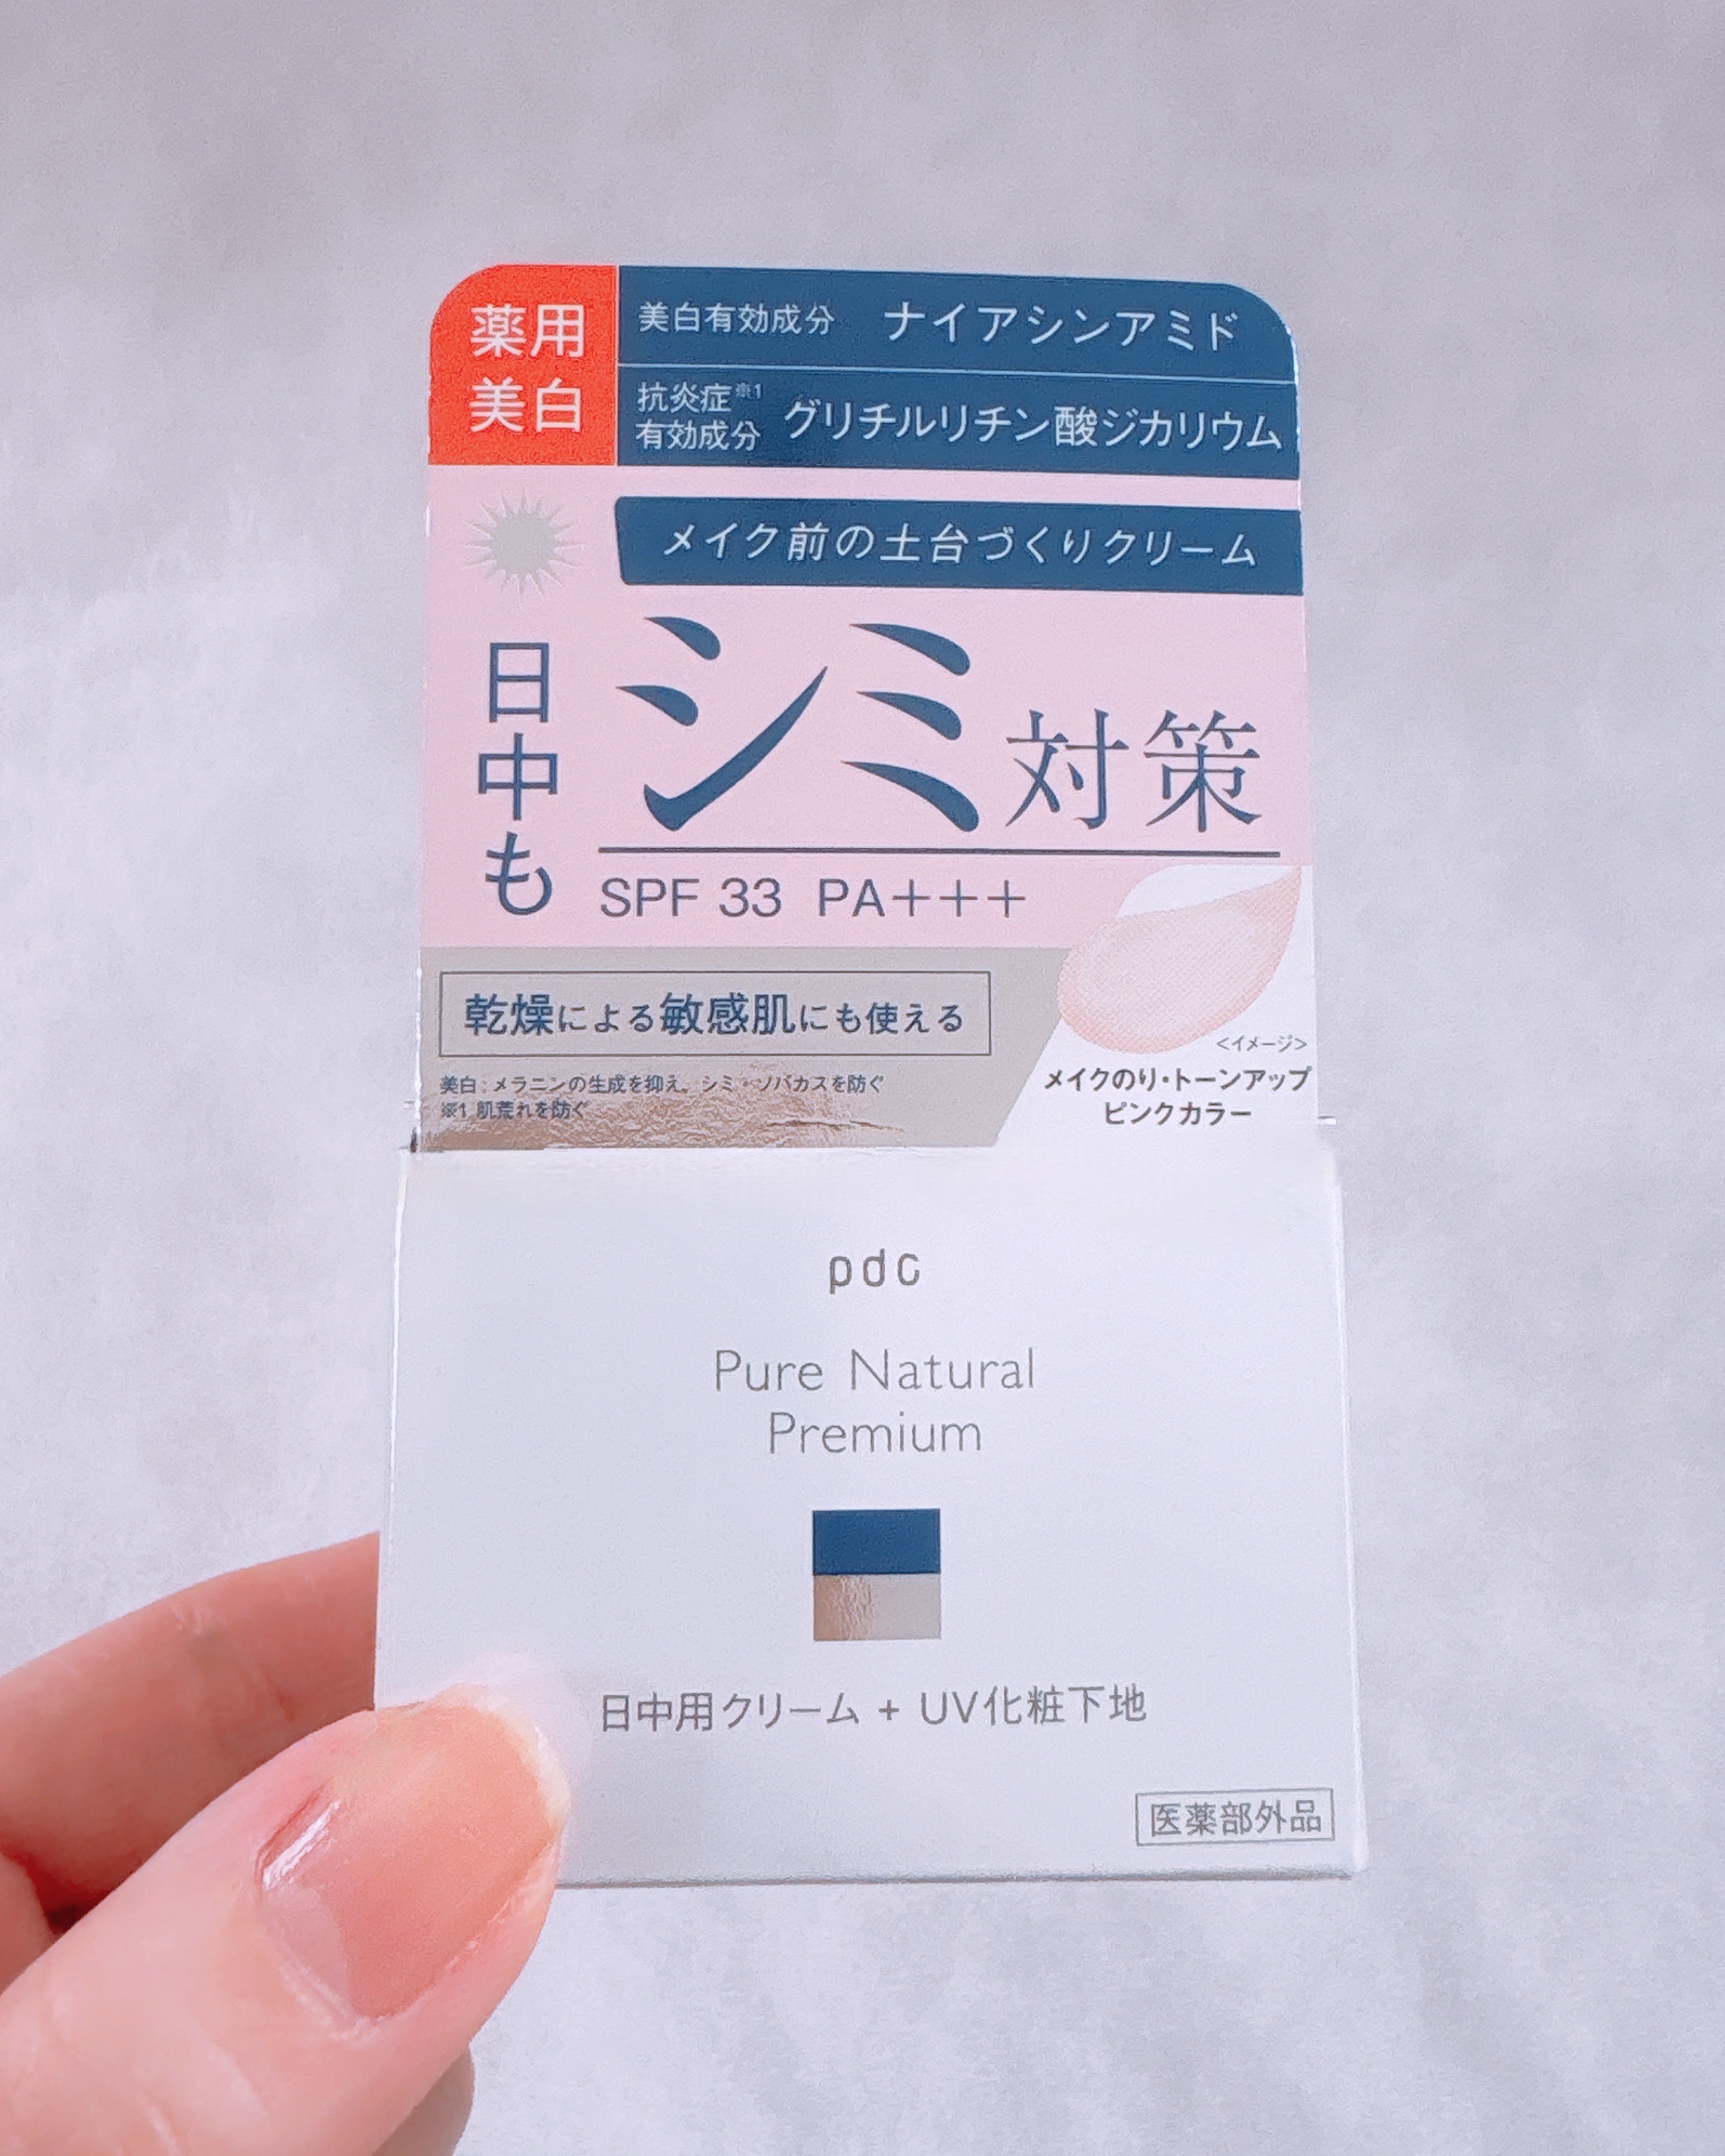 薬用
美白
美白有効成分 ナイアシンアミド
抗炎症※1
有効成分 グリチルリチン酸ジカリウム
メイク前の土台づくりクリーム
日中も
シミ対策
SPF 33 PA+++
乾燥による敏感肌にも使える
美白：メラニンの生成を抑え、シミ・ソバカスを防ぐ
※1 肌荒れを防ぐ
<イメージ>
メイクのり・トーンアップ
ピンクカラー
pdc
Pure Natural
Premium
日中用クリーム + UV化粧下地
医薬部外品